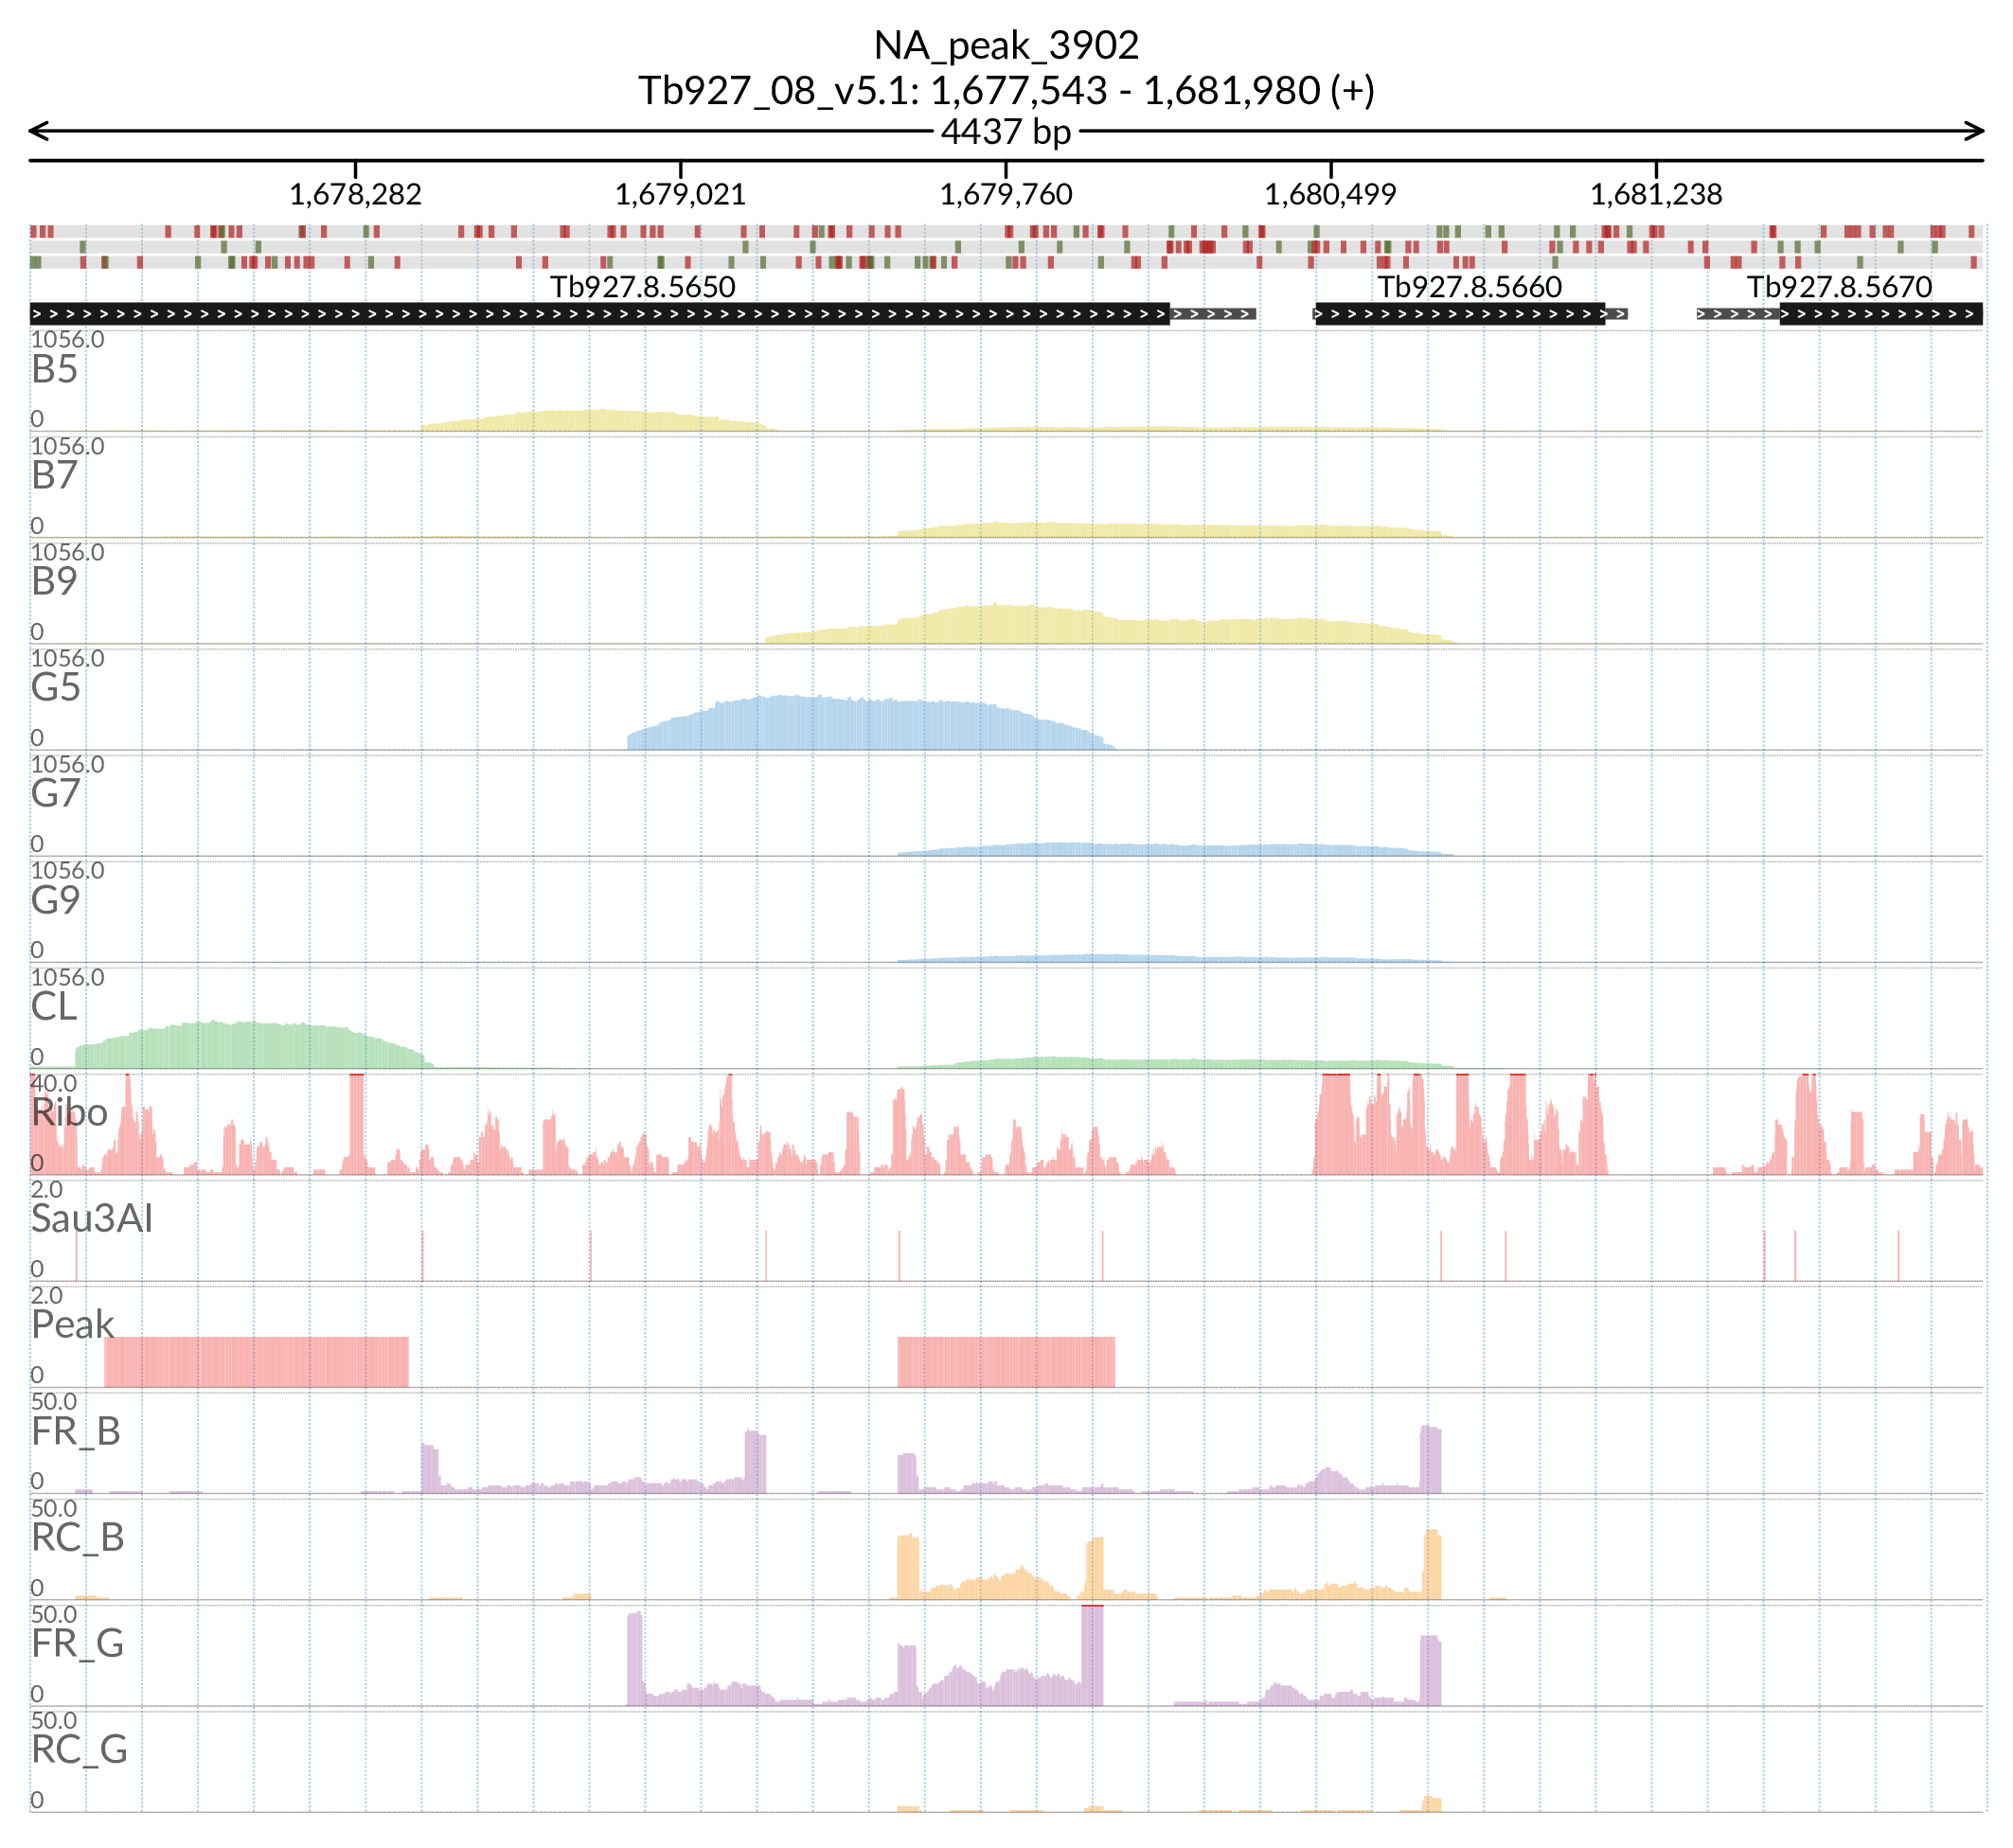 NA_peak_3902
Tb927_08_v5.1: 1,677,543 - 1,681,980 (+)
4437 bp
1,678,282 1,679,021 1,679,760 1,680,499 1,681,238
Tb927.8.5650 Tb927.8.5660 Tb927.8.5670
1056.0
B5
0
1056.0
B7
0
1056.0
B9
0
1056.0
G5
0
1056.0
G7
0
1056.0
G9
0
1056.0
CL
0
40.0
Ribo
0
2.0
Sau3AI
0
2.0
Peak
0
50.0
FR_B
0
50.0
RC_B
0
50.0
FR_G
0
50.0
RC_G
0